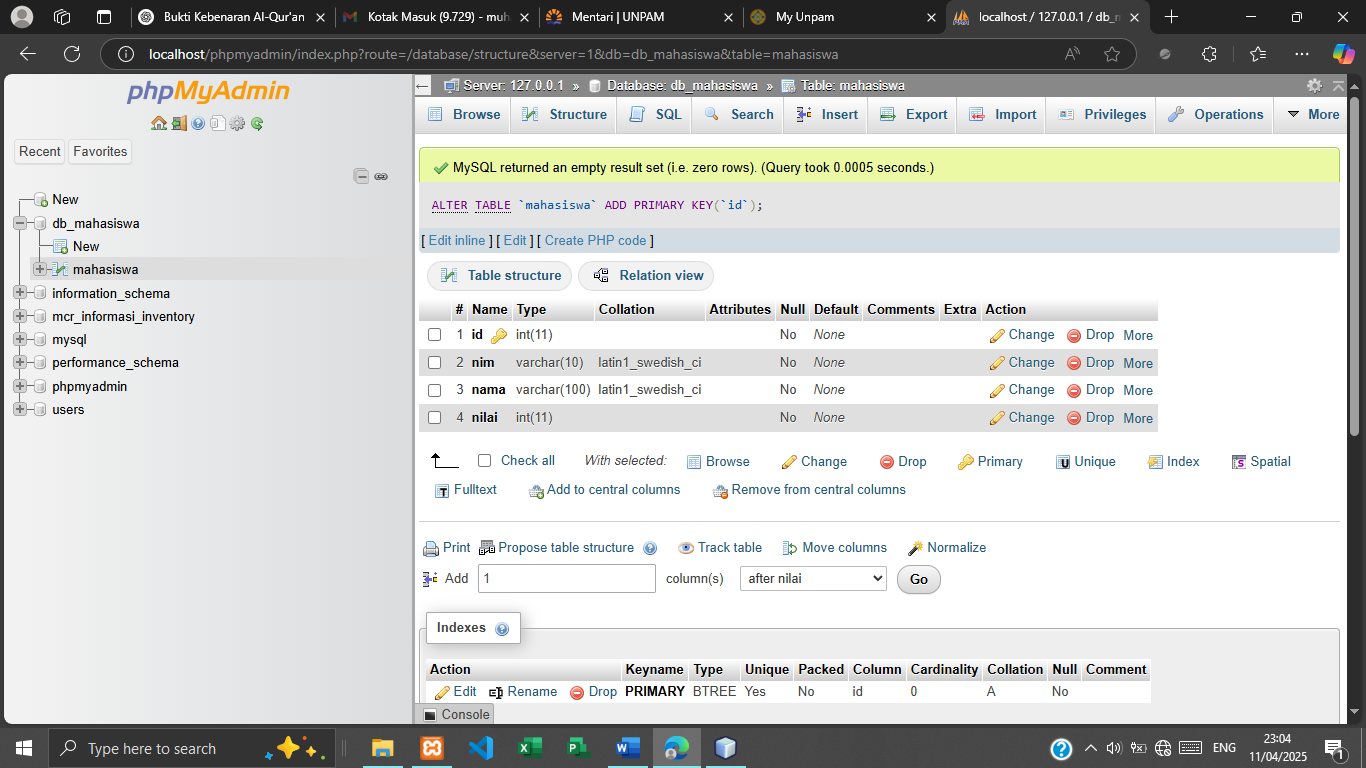 Bukti Kebenaran Al-Qur'an
Kotak Masuk (9.729) - muh
Mentari | UNPAM
My Unpam
localhost / 127.0.0.1 / db_m
localhost/phpmyadmin/index.php?route=/database/structure&server=1&db=db_mahasiswa&table=mahasiswa
phpMyAdmin
Recent Favorites
New
db_mahasiswa
New
mahasiswa
information_schema
mcr_informasi_inventory
mysql
performance_schema
phpmyadmin
users
Server: 127.0.0.1 » Database: db_mahasiswa » Table: mahasiswa
Browse Structure SQL Search Insert Export Import Privileges Operations More
MySQL returned an empty result set (i.e. zero rows). (Query took 0.0005 seconds.)
ALTER TABLE `mahasiswa` ADD PRIMARY KEY(`id`);
[ Edit inline ] [ Edit ] [ Create PHP code ]
Table structure Relation view
# Name Type Collation Attributes Null Default Comments Extra Action
1 id int(11) No None Change Drop More
2 nim varchar(10) latin1_swedish_ci No None Change Drop More
3 nama varchar(100) latin1_swedish_ci No None Change Drop More
4 nilai int(11) No None Change Drop More
Check all With selected: Browse Change Drop Primary Unique Index Spatial
Fulltext Add to central columns Remove from central columns
Print Propose table structure Track table Move columns Normalize
Add 1 column(s) after nilai Go
Indexes
Action Keyname Type Unique Packed Column Cardinality Collation Null Comment
Edit Rename Drop PRIMARY BTREE Yes No id 0 A No
Console
Type here to search
ENG
23:04
11/04/2025
1